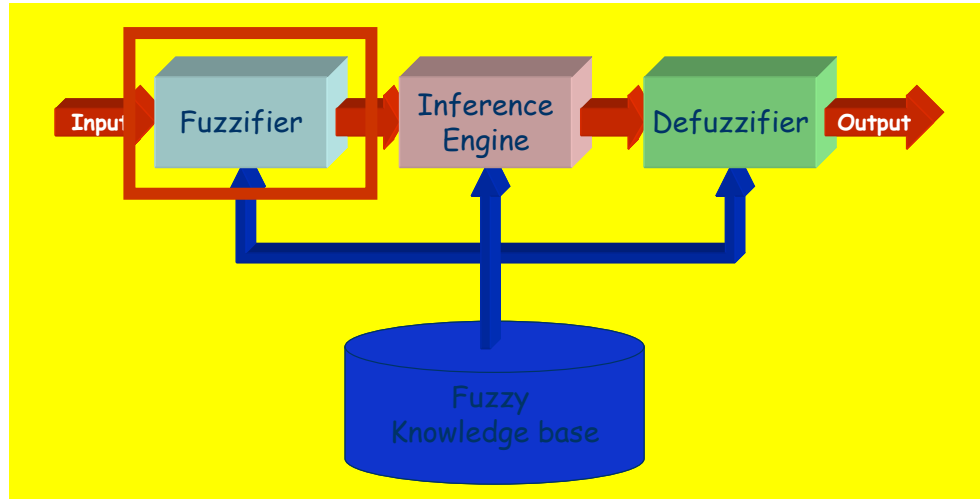 Input
Fuzzifier
Inference
Engine
Defuzzifier
Output
Fuzzy
Knowledge base